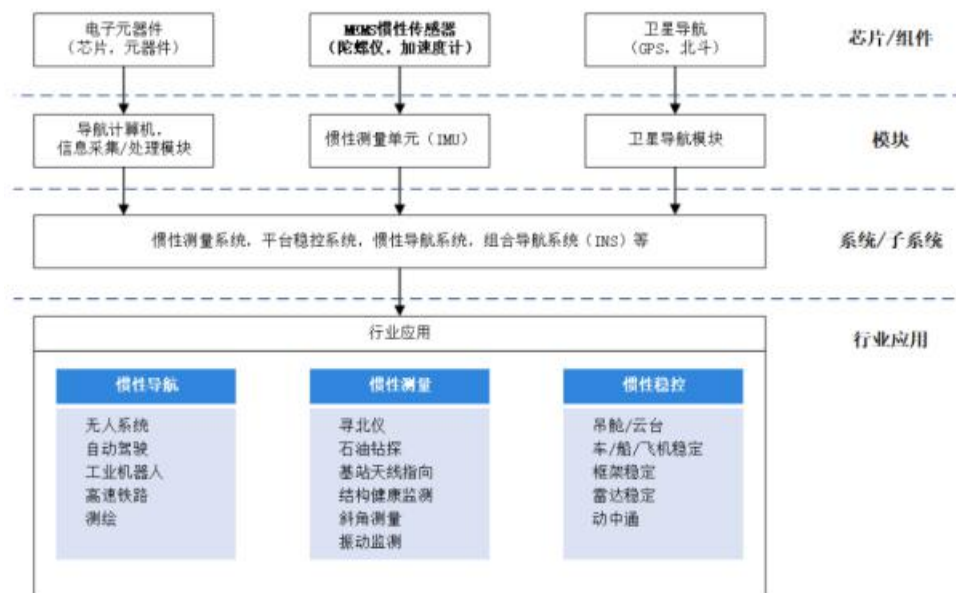 电子元器件
（芯片，元器件）
MEMS惯性传感器
（陀螺仪，加速度计）
卫星导航
（GPS，北斗）
芯片/组件
导航计算机，
信息采集/处理模块
惯性测量单元（IMU）
卫星导航模块
模块
惯性测量系统，平台稳控系统，惯性导航系统，组合导航系统（INS）等
系统/子系统
行业应用
行业应用
惯性导航
无人系统
自动驾驶
工业机器人
高速铁路
测绘
惯性测量
寻北仪
石油钻探
基站天线指向
结构健康监测
斜角测量
振动监测
惯性稳控
吊舱/云台
车/船/飞机稳定
框架稳定
雷达稳定
动中通